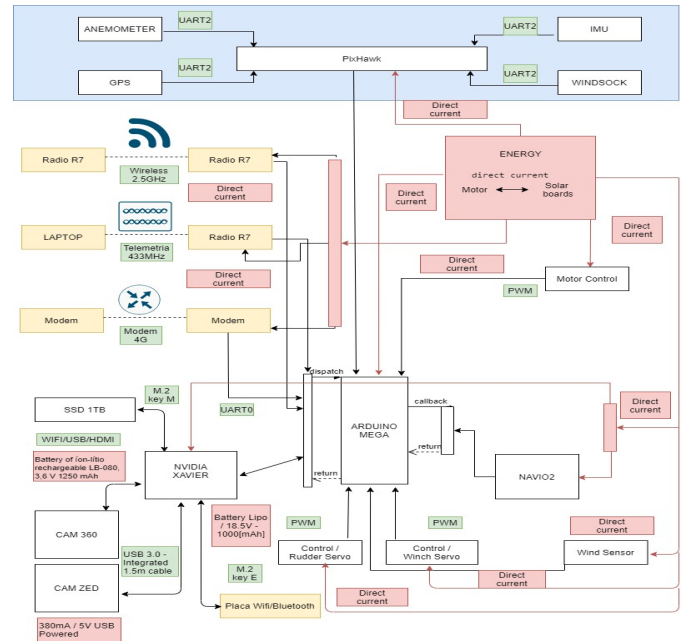 ANEMOMETER
UART2
UART2
IMU
PixHawk
GPS
UART2
UART2
WINDSOCK
Direct
current
Radio R7
Wireless
2.5GHz
Radio R7
Direct
current
ENERGY
direct current
Motor
Solar
boards
Direct
current
LAPTOP
Telemetria
433MHz
Radio R7
Direct
current
Direct
current
Direct
current
Motor Control
PWM
Modem
Modem
4G
Modem
dispatch
M.2
key M
SSD 1TB
UART0
ARDUINO
MEGA
callback
return
return
Direct
current
WIFI/USB/HDMI
Battery of íon-lítio
rechargeable LB-080,
3,6 V 1250 mAh
NVIDIA
XAVIER
NAVIO2
CAM 360
Battery Lipo
/ 18.5V -
1000[mAh]
PWM
PWM
Direct
current
USB 3.0 -
Integrated
1.5m cable
Control /
Rudder Servo
Control /
Winch Servo
Wind Sensor
M.2
key E
CAM ZED
Direct
current
Direct
current
Placa Wifi/Bluetooth
380mA / 5V USB
Powered